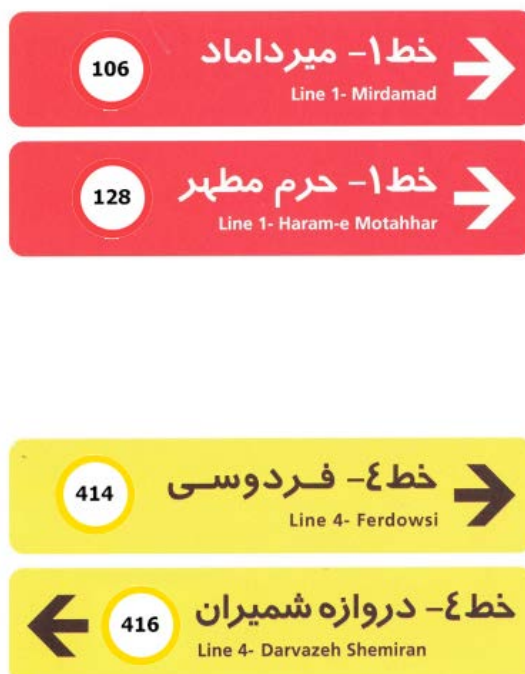 خط۱- میرداماد
106
Line 1- Mirdamad
خط۱- حرم مطهر
128
Line 1- Haram-e Motahhar
خط٤- فـردوسـی
414
Line 4- Ferdowsi
خط٤- دروازه شمیران
416
Line 4- Darvazeh Shemiran